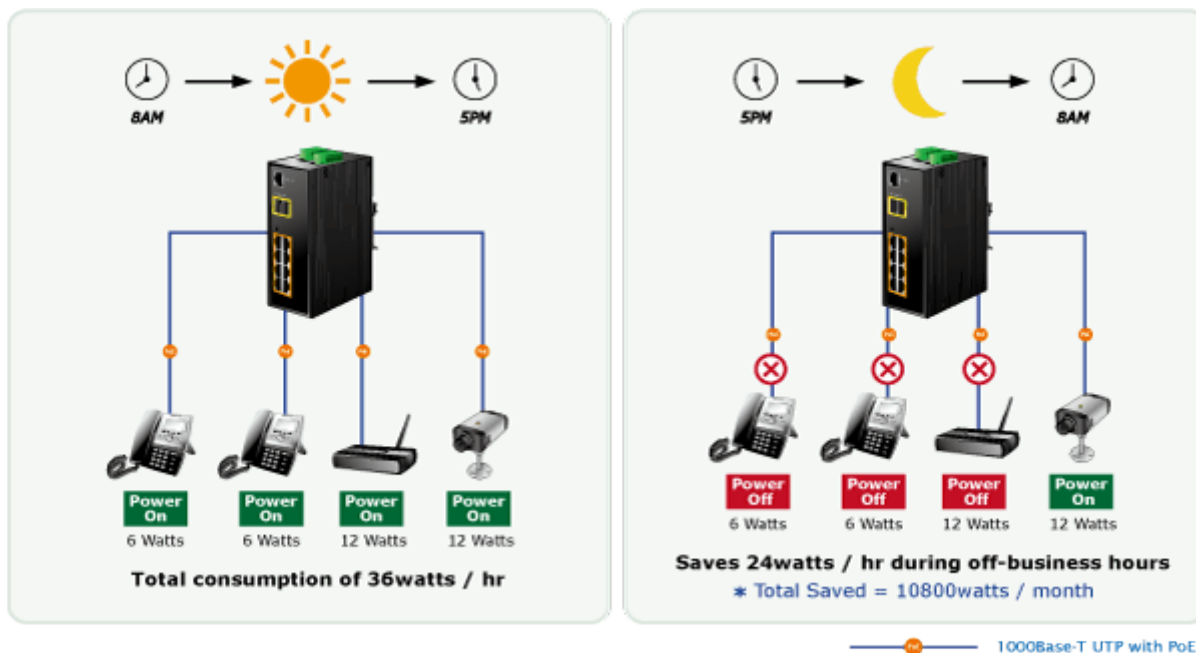 8AM
5PM
Power On
6 Watts
Power On
6 Watts
Power On
12 Watts
Power On
12 Watts
Total consumption of 36watts / hr
5PM
8AM
Power Off
6 Watts
Power Off
6 Watts
Power Off
12 Watts
Power On
12 Watts
Saves 24watts / hr during off-business hours
* Total Saved = 10800watts / month
1000Base-T UTP with PoE